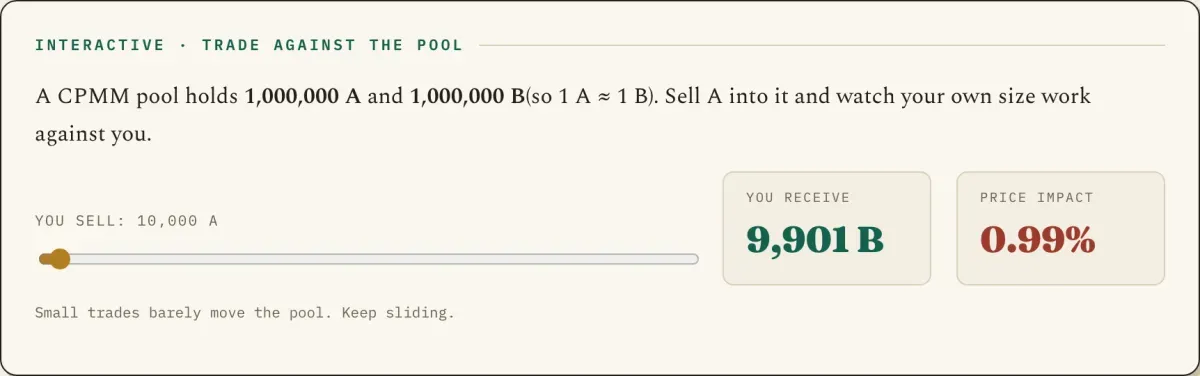 INTERACTIVE · TRADE AGAINST THE POOL
A CPMM pool holds 1,000,000 A and 1,000,000 B(so 1 A ≈ 1 B). Sell A into it and watch your own size work
against you.
YOU SELL: 10,000 A
YOU RECEIVE
9,901 B
PRICE IMPACT
0.99%
Small trades barely move the pool. Keep sliding.